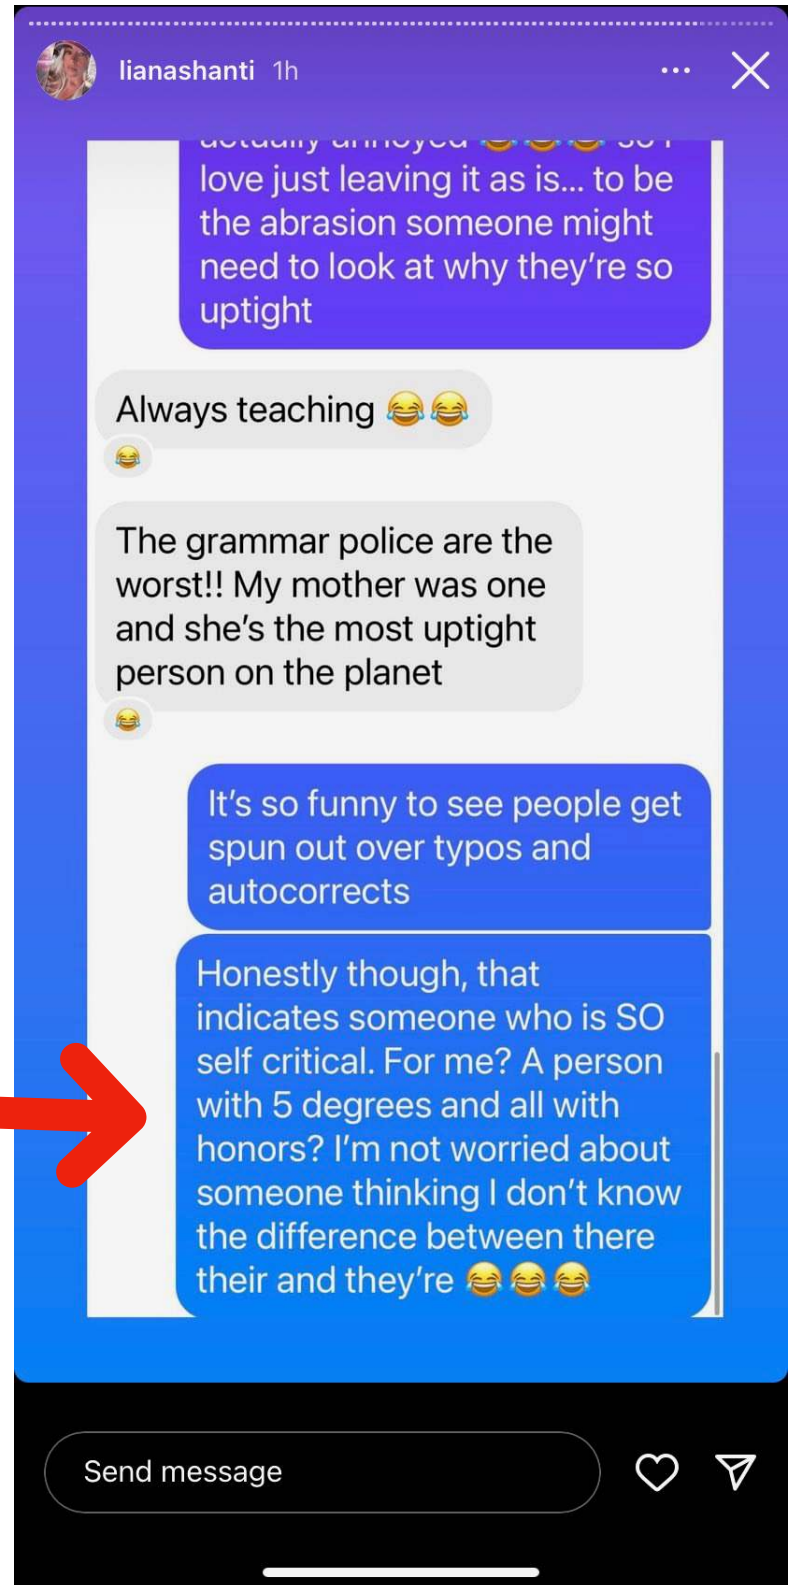 lianashanti 1h
actually annoyed 😂😂😂 so I
love just leaving it as is... to be
the abrasion someone might
need to look at why they're so
uptight
Always teaching 😂😂
😂
The grammar police are the
worst!! My mother was one
and she's the most uptight
person on the planet
😂
It's so funny to see people get
spun out over typos and
autocorrects
Honestly though, that
indicates someone who is SO
self critical. For me? A person
with 5 degrees and all with
honors? I'm not worried about
someone thinking I don't know
the difference between there
their and they're 😂😂😂
Send message